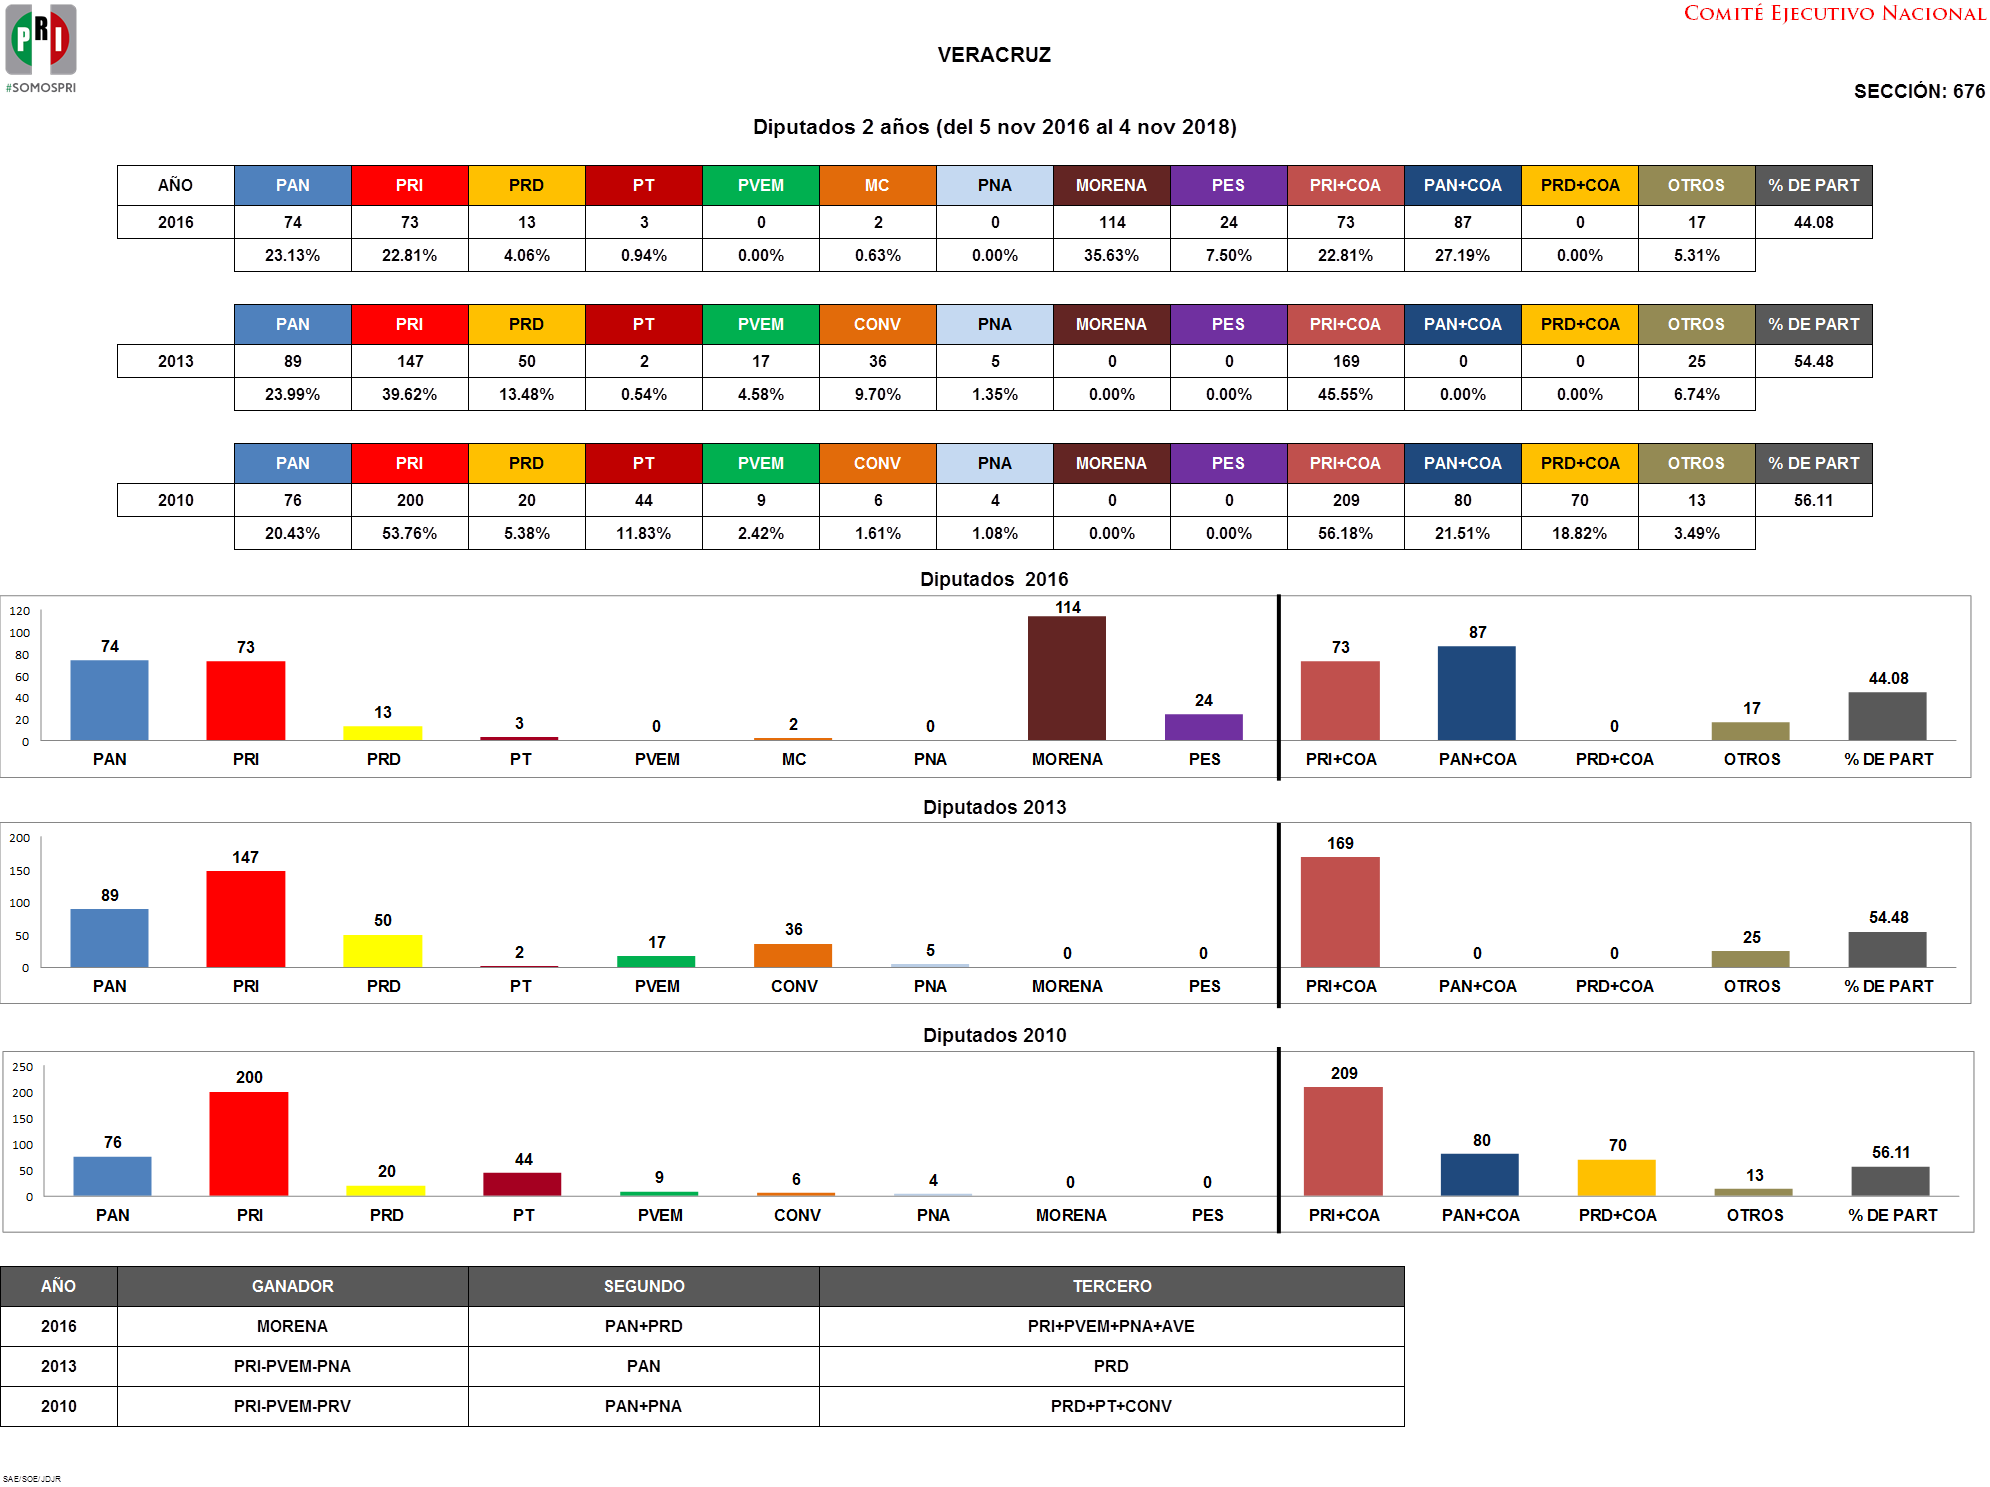 PRI
#SOMOSPRI
COMITÉ EJECUTIVO NACIONAL
VERACRUZ
SECCIÓN: 676
Diputados 2 años (del 5 nov 2016 al 4 nov 2018)
AÑO PAN PRI PRD PT PVEM MC PNA MORENA PES PRI+COA PAN+COA PRD+COA OTROS % DE PART
2016 74 73 13 3 0 2 0 114 24 73 87 0 17 44.08
23.13% 22.81% 4.06% 0.94% 0.00% 0.63% 0.00% 35.63% 7.50% 22.81% 27.19% 0.00% 5.31%
PAN PRI PRD PT PVEM CONV PNA MORENA PES PRI+COA PAN+COA PRD+COA OTROS % DE PART
2013 89 147 50 2 17 36 5 0 0 169 0 0 25 54.48
23.99% 39.62% 13.48% 0.54% 4.58% 9.70% 1.35% 0.00% 0.00% 45.55% 0.00% 0.00% 6.74%
PAN PRI PRD PT PVEM CONV PNA MORENA PES PRI+COA PAN+COA PRD+COA OTROS % DE PART
2010 76 200 20 44 9 6 4 0 0 209 80 70 13 56.11
20.43% 53.76% 5.38% 11.83% 2.42% 1.61% 1.08% 0.00% 0.00% 56.18% 21.51% 18.82% 3.49%
Diputados  2016
120
100
80
60
40
20
0
74 73 13 3 0 2 0 114 24 73 87 0 17 44.08
PAN PRI PRD PT PVEM MC PNA MORENA PES PRI+COA PAN+COA PRD+COA OTROS % DE PART
Diputados 2013
200
150
100
50
0
89 147 50 2 17 36 5 0 0 169 0 0 25 54.48
PAN PRI PRD PT PVEM CONV PNA MORENA PES PRI+COA PAN+COA PRD+COA OTROS % DE PART
Diputados 2010
250
200
150
100
50
0
76 200 20 44 9 6 4 0 0 209 80 70 13 56.11
PAN PRI PRD PT PVEM CONV PNA MORENA PES PRI+COA PAN+COA PRD+COA OTROS % DE PART
AÑO GANADOR SEGUNDO TERCERO
2016 MORENA PAN+PRD PRI+PVEM+PNA+AVE
2013 PRI-PVEM-PNA PAN PRD
2010 PRI-PVEM-PRV PAN+PNA PRD+PT+CONV
SAE/SOE/JDJR